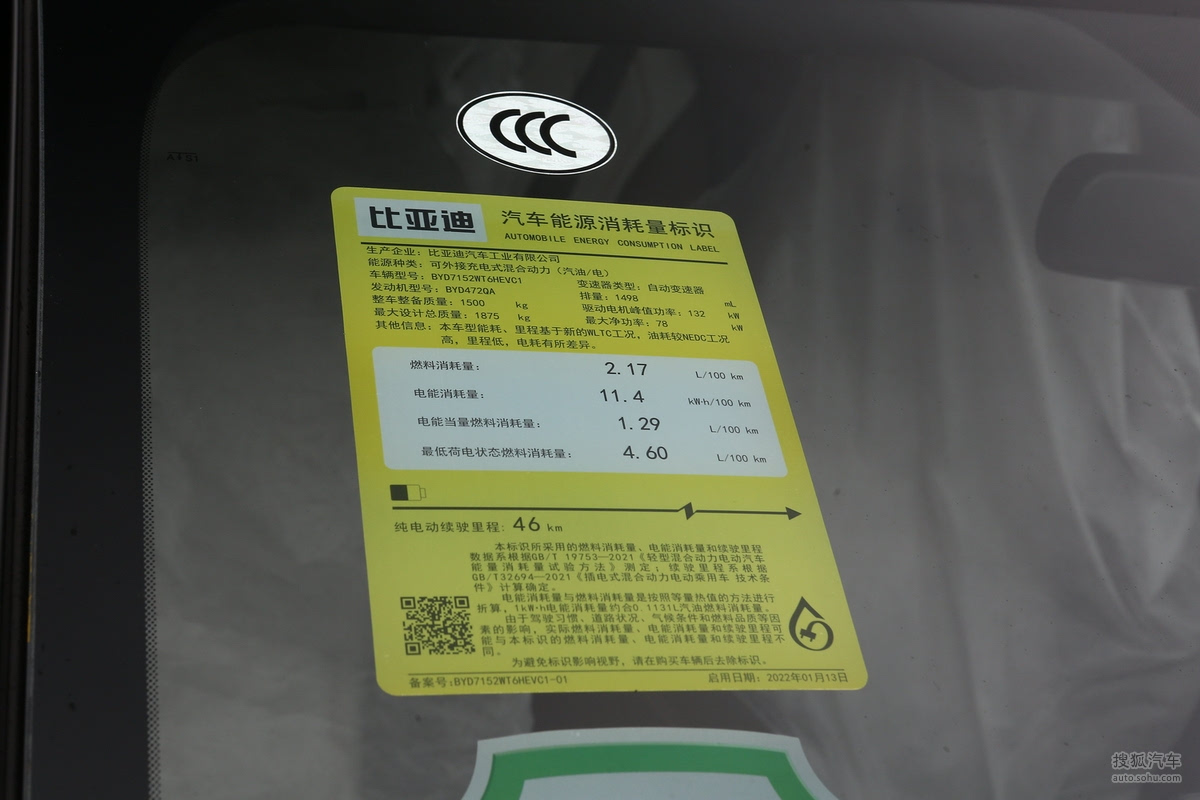 CCC
比亚迪
汽车能源消耗量标识
AUTOMOBILE ENERGY CONSUMPTION LABEL
生产企业：比亚迪汽车工业有限公司
能源种类：可外接充电式混合动力（汽油/电）
车辆型号：BYD7152WT6HEVC1 变速器类型：自动变速器
发动机型号：BYD472QA 排量：1498 mL
整车整备质量：1500 kg 驱动电机峰值功率：132 kW
最大设计总质量：1875 kg 最大净功率：78 kW
其他信息：本车型能耗、里程基于新的WLTC工况，油耗较NEDC工况
高，里程低，电耗有所差异。
燃料消耗量： 2.17 L/100 km
电能消耗量： 11.4 kW·h/100 km
电能当量燃料消耗量： 1.29 L/100 km
最低荷电状态燃料消耗量： 4.60 L/100 km
纯电动续驶里程：46 km
本标识所采用的燃料消耗量、电能消耗量和续驶里程
数据系根据GB/T 19753—2021《轻型混合动力电动汽车
能量消耗量试验方法》测定；续驶里程系根据
GB/T32694—2021《插电式混合动力电动乘用车 技术条
件》计算确定。
电能消耗量与燃料消耗量是按照等量热值的方法进行
折算，1kW·h电能消耗量约合0.1131L汽油燃料消耗量。
由于驾驶习惯、道路状况、气候条件和燃料品质等因
素的影响，实际燃料消耗量、电能消耗量和续驶里程可
能与本标识的燃料消耗量、电能消耗量和续驶里程不
同。
为避免标识影响视野，请在购买车辆后去除标识。
备案号：BYD7152WT6HEVC1-01 启用日期：2022年01月13日
搜狐汽车
auto.sohu.com